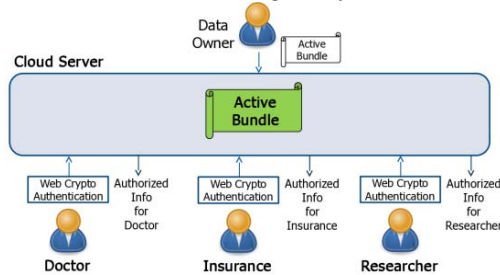 Data
Owner
Active
Bundle
Cloud Server
Active
Bundle
Web Crypto
Authentication
Authorized
Info
for
Doctor
Web Crypto
Authentication
Authorized
Info
for
Insurance
Web Crypto
Authentication
Authorized
Info
for
Researcher
Doctor
Insurance
Researcher